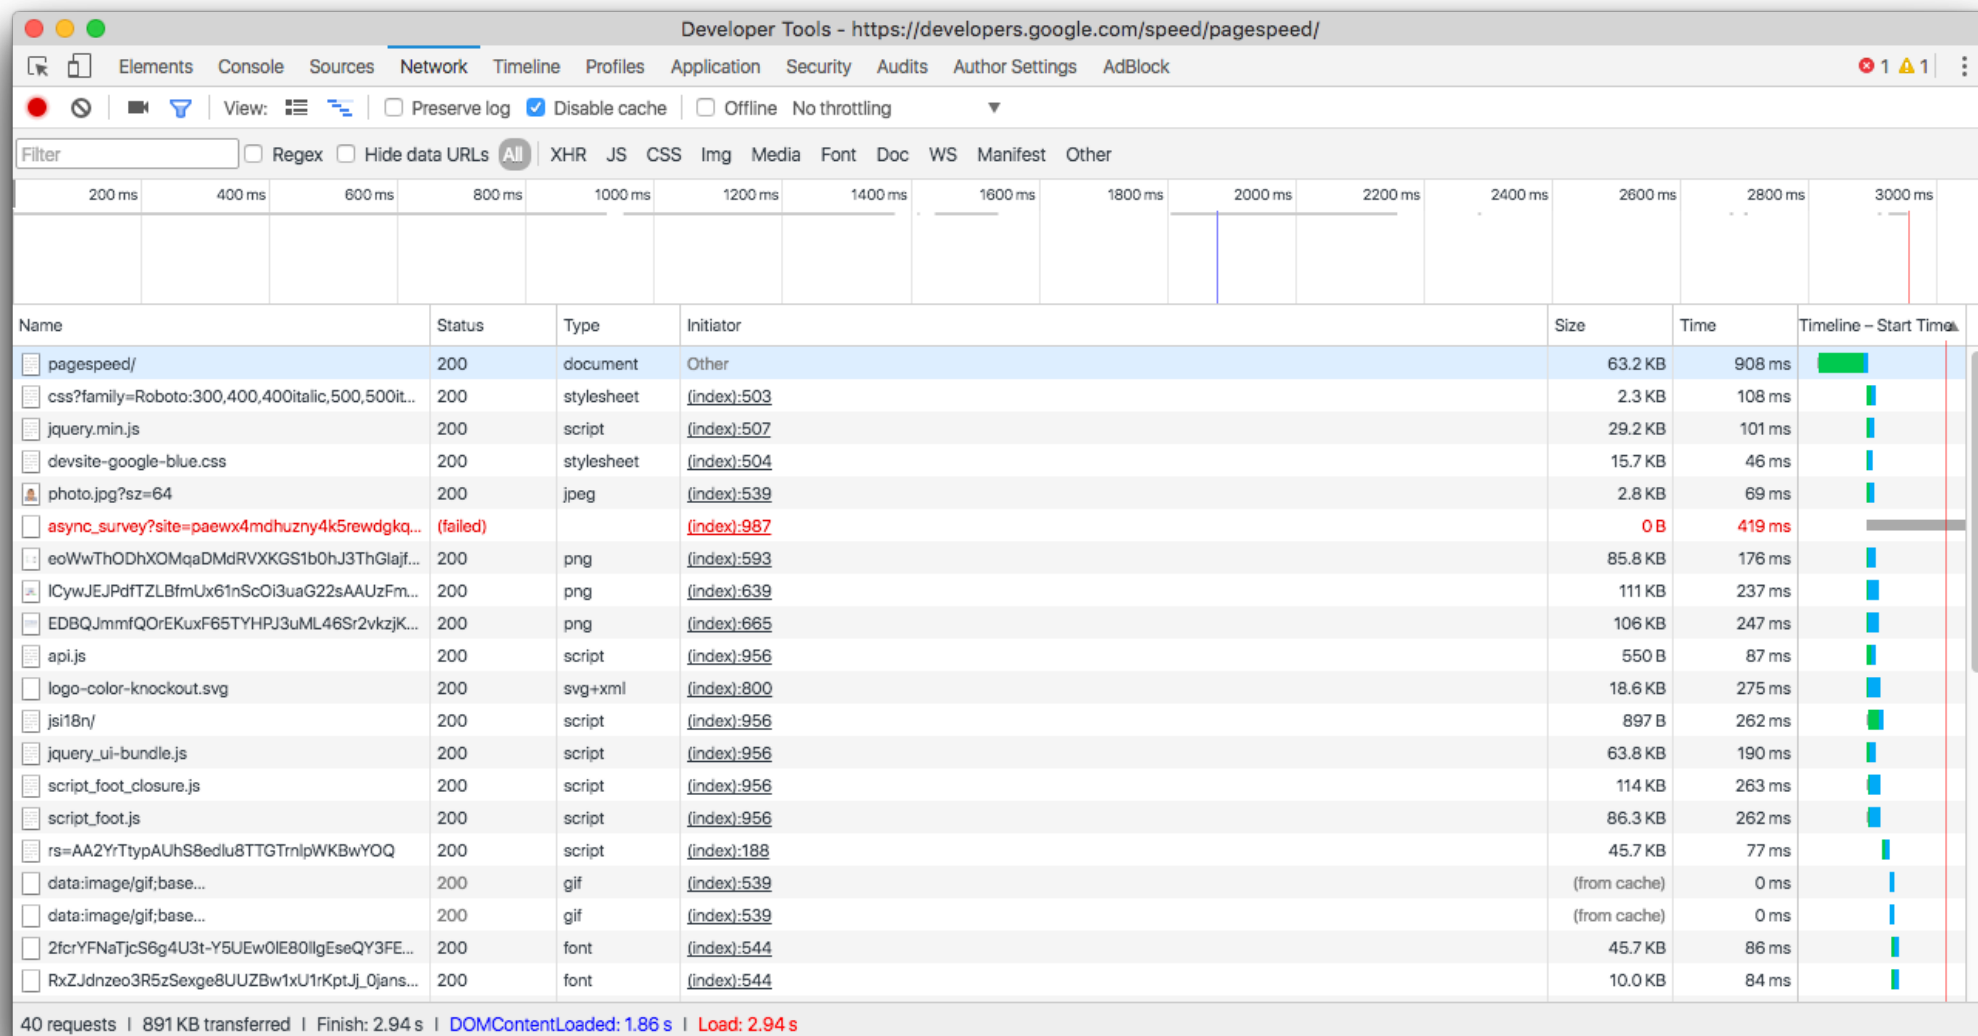 Developer Tools - https://developers.google.com/speed/pagespeed/
Elements Console Sources Network Timeline Profiles Application Security Audits Author Settings AdBlock 1 1
View: Preserve log Disable cache Offline No throttling
Filter Regex Hide data URLs All XHR JS CSS Img Media Font Doc WS Manifest Other
200 ms 400 ms 600 ms 800 ms 1000 ms 1200 ms 1400 ms 1600 ms 1800 ms 2000 ms 2200 ms 2400 ms 2600 ms 2800 ms 3000 ms
Name Status Type Initiator Size Time Timeline – Start Time
pagespeed/ 200 document Other 63.2 KB 908 ms
css?family=Roboto:300,400,400italic,500,500it... 200 stylesheet (index):503 2.3 KB 108 ms
jquery.min.js 200 script (index):507 29.2 KB 101 ms
devsite-google-blue.css 200 stylesheet (index):504 15.7 KB 46 ms
photo.jpg?sz=64 200 jpeg (index):539 2.8 KB 69 ms
async_survey?site=paewx4mdhuzny4k5rewdgkq... (failed) (index):987 0 B 419 ms
eoWwThODhXOMqaDMdRVXKGS1b0hJ3ThGlajf... 200 png (index):593 85.8 KB 176 ms
ICywJEJPdfTZLBfmUx61nScOi3uaG22sAAUzFm... 200 png (index):639 111 KB 237 ms
EDBQJmmfQOrEKuxF65TYHPJ3uML46Sr2vkzjK... 200 png (index):665 106 KB 247 ms
api.js 200 script (index):956 550 B 87 ms
logo-color-knockout.svg 200 svg+xml (index):800 18.6 KB 275 ms
jsi18n/ 200 script (index):956 897 B 262 ms
jquery_ui-bundle.js 200 script (index):956 63.8 KB 190 ms
script_foot_closure.js 200 script (index):956 114 KB 263 ms
script_foot.js 200 script (index):956 86.3 KB 262 ms
rs=AA2YrTtypAUhS8edlu8TTGTrnlpWKBwYOQ 200 script (index):188 45.7 KB 77 ms
data:image/gif;base... 200 gif (index):539 (from cache) 0 ms
data:image/gif;base... 200 gif (index):539 (from cache) 0 ms
2fcrYFNaTjcS6g4U3t-Y5UEw0lE80llgEseQY3FE... 200 font (index):544 45.7 KB 86 ms
RxZJdnzeo3R5zSexge8UUZBw1xU1rKptJj_0jans... 200 font (index):544 10.0 KB 84 ms
40 requests | 891 KB transferred | Finish: 2.94 s | DOMContentLoaded: 1.86 s | Load: 2.94 s